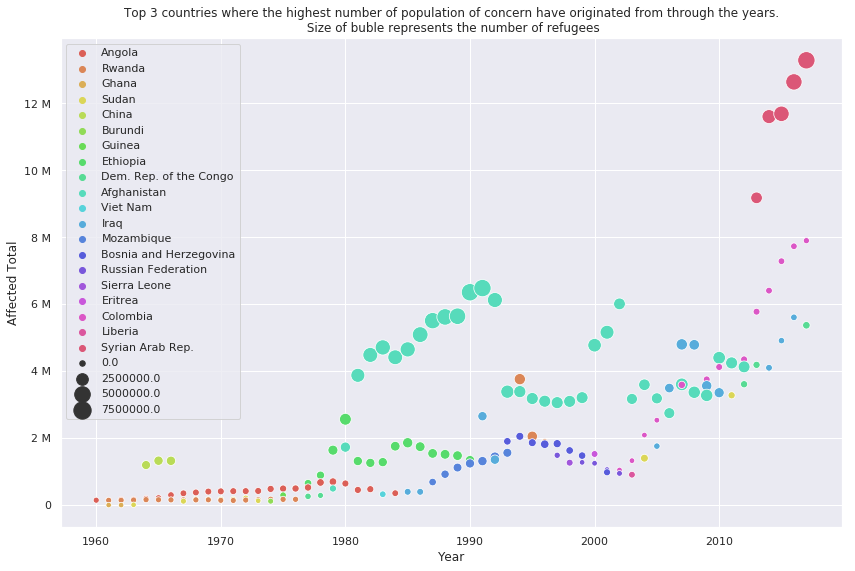 Top 3 countries where the highest number of population of concern have originated from through the years.
Size of buble represents the number of refugees
Angola
Rwanda
Ghana
Sudan
China
Burundi
Guinea
Ethiopia
Dem. Rep. of the Congo
Afghanistan
Viet Nam
Iraq
Mozambique
Bosnia and Herzegovina
Russian Federation
Sierra Leone
Eritrea
Colombia
Liberia
Syrian Arab Rep.
0.0
2500000.0
5000000.0
7500000.0
Affected Total
12 M
10 M
8 M
6 M
4 M
2 M
0
1960
1970
1980
1990
2000
2010
Year